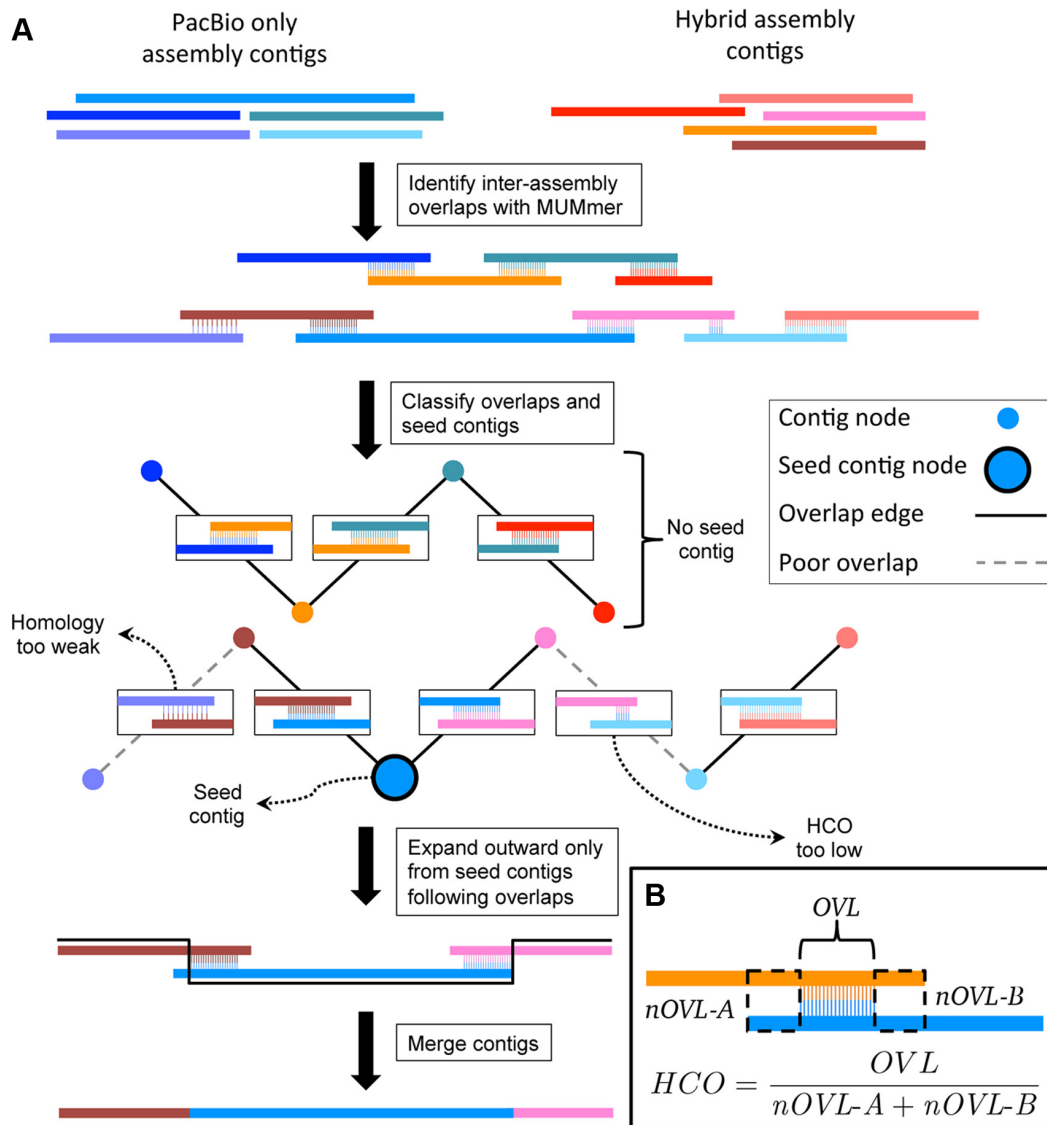 A
PacBio only
assembly contigs
Hybrid assembly
contigs
Identify inter-assembly
overlaps with MUMmer
Classify overlaps and
seed contigs
Contig node
Seed contig node
Overlap edge
Poor overlap
No seed
contig
Homology
too weak
Seed
contig
HCO
too low
Expand outward only
from seed contigs
following overlaps
Merge contigs
B
OVL
nOVL-A
nOVL-B
HCO = OVL / nOVL-A + nOVL-B